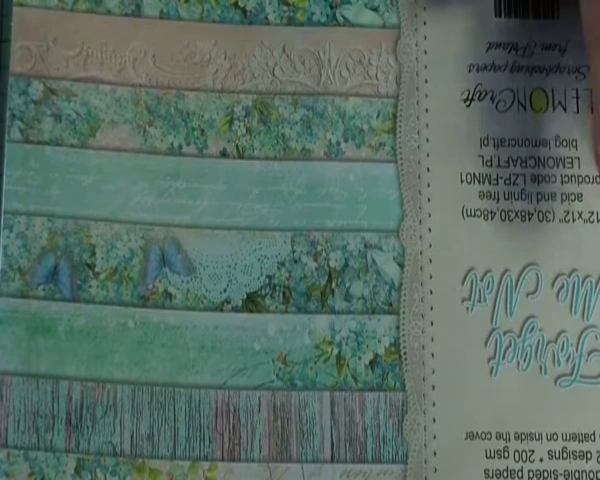 double-sided papers
designs * 200 gsm
pattern on inside the cover
Forget
Me Not
12"x12" (30,48x30,48cm)
acid and lignin free
product code LZP-FMN01
LEMONCRAFT.PL
blog lemoncraft.pl
LEMONCraft
Scrapbooking papers
from Poland